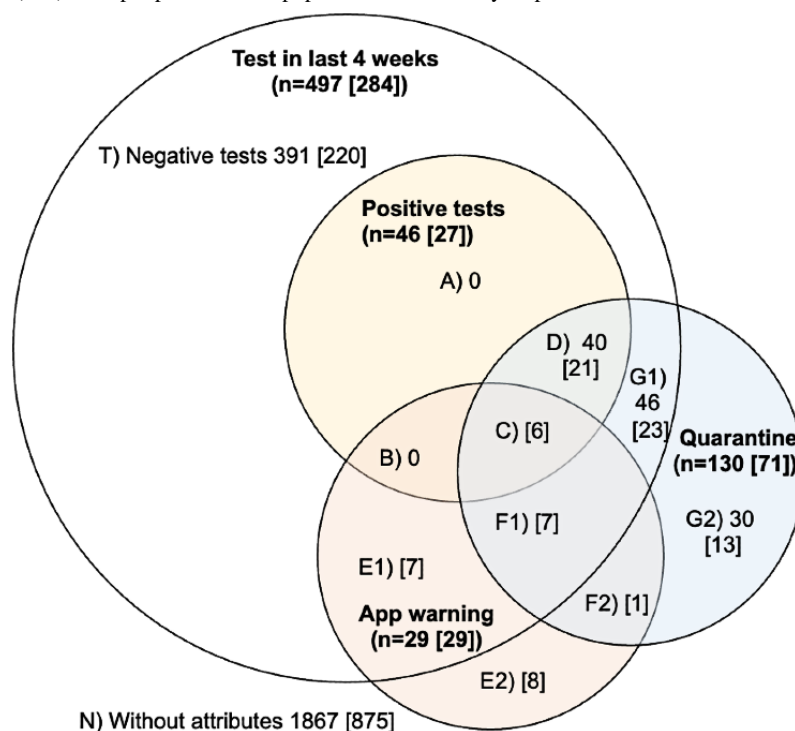 Test in last 4 weeks
(n=497 [284])
T) Negative tests 391 [220]
Positive tests
(n=46 [27])
A) 0
D) 40
[21]
G1)
46
[23]
Quarantine
(n=130 [71])
C) [6]
B) 0
G2) 30
[13]
F1) [7]
E1) [7]
F2) [1]
App warning
(n=29 [29])
E2) [8]
N) Without attributes 1867 [875]